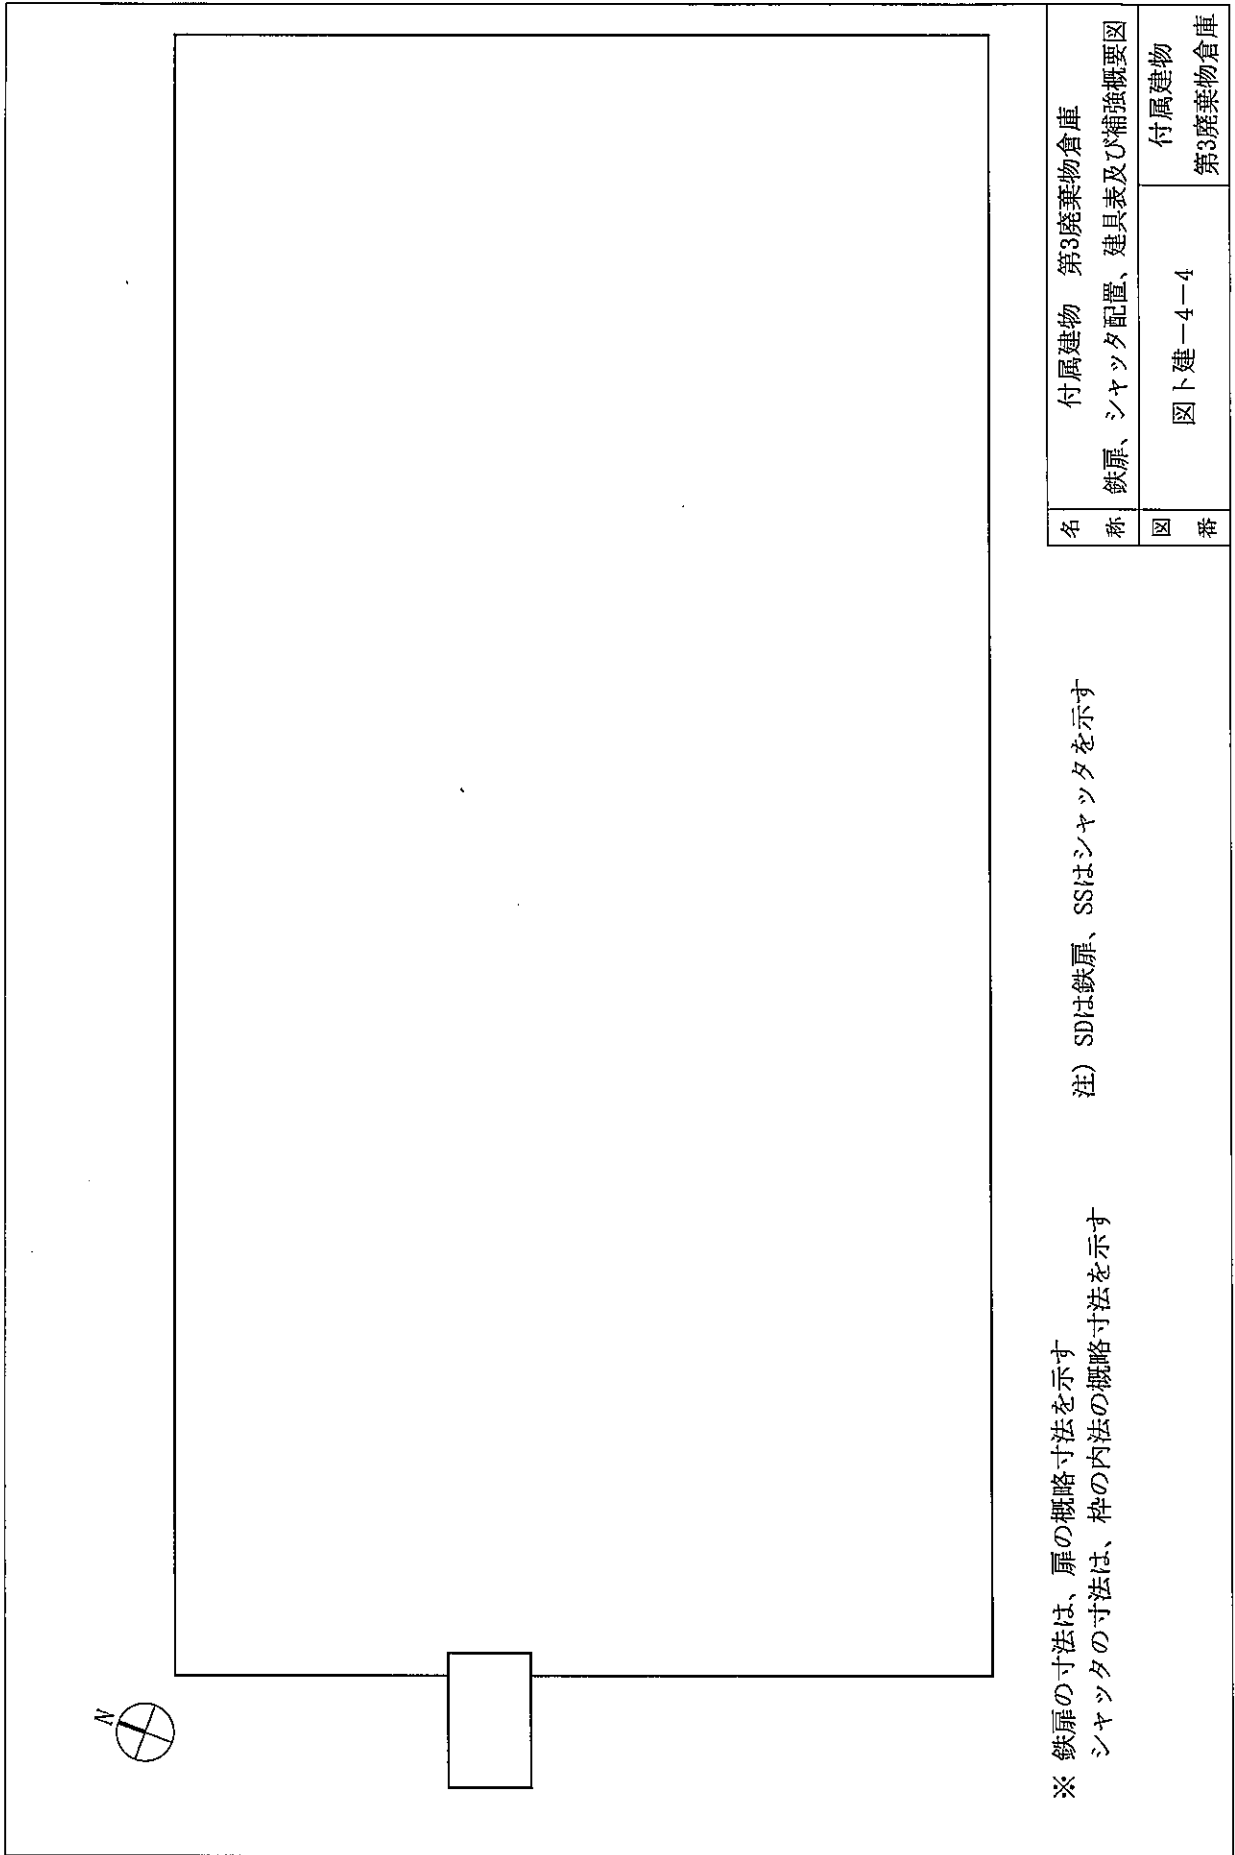 N
※ 鉄扉の寸法は、扉の概略寸法を示す
シャッタの寸法は、枠の内法の概略寸法を示す
注) SDは鉄扉、SSはシャッタを示す
名称
付属建物 第3廃棄物倉庫
鉄扉、シャッタ配置、建具表及び補強概要図
図番
図ト建－4－4
付属建物
第3廃棄物倉庫